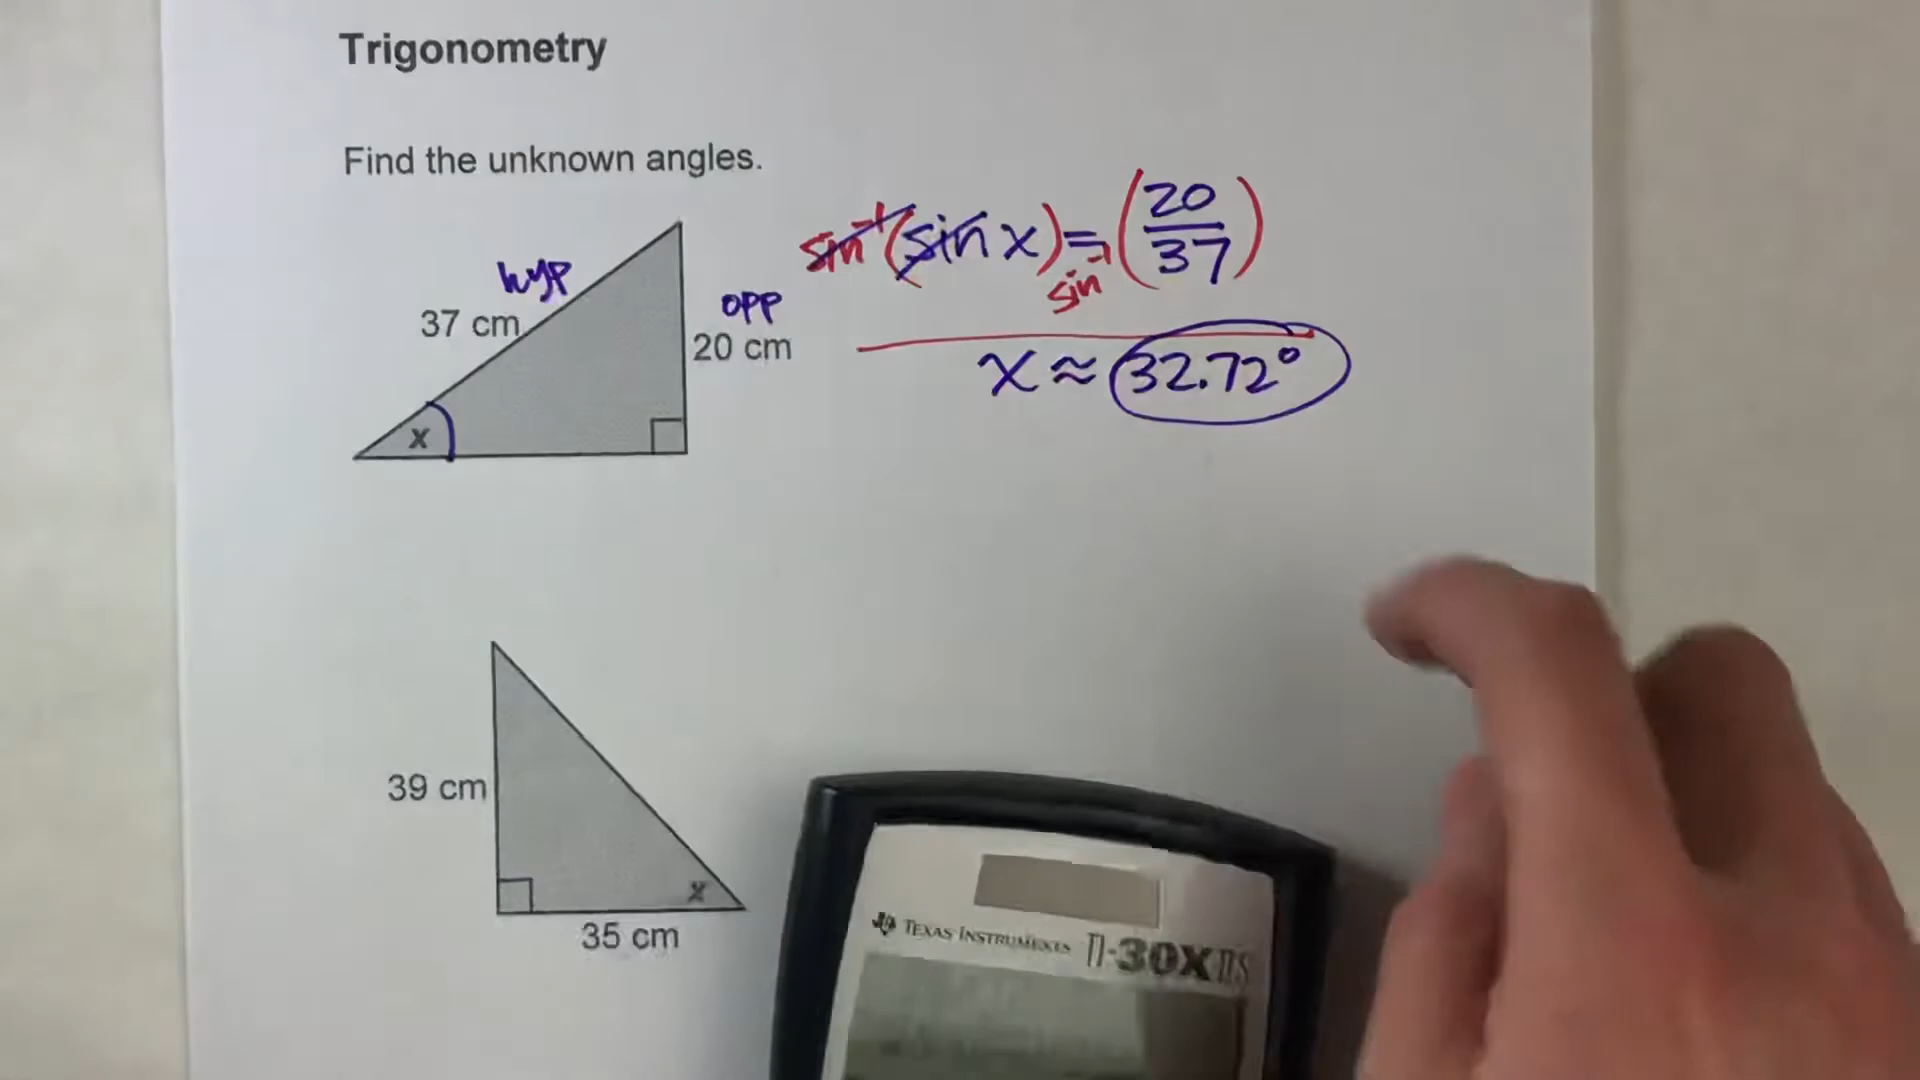 Trigonometry
Find the unknown angles.
sin⁻¹(sin x) = sin⁻¹(20/37)
hyp
37 cm
opp
20 cm
x ≈ 32.72°
x
39 cm
x
35 cm
TEXAS INSTRUMENTS TI-30X IIS